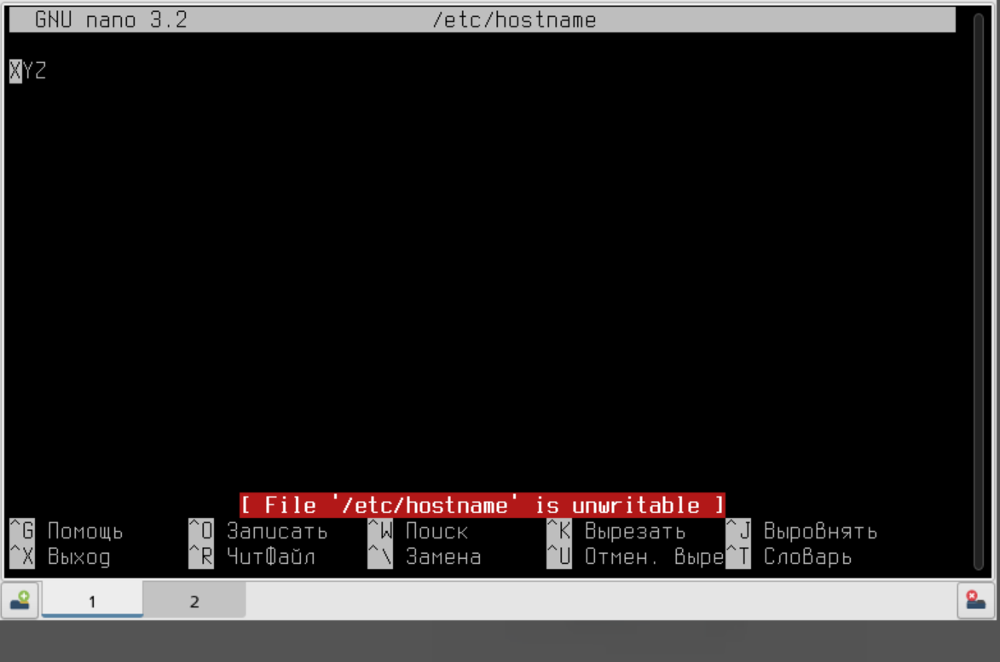 GNU nano 3.2 /etc/hostname
XYZ
[ File '/etc/hostname' is unwritable ]
^G Помощь ^O Записать ^W Поиск ^K Вырезать ^J Выровнять
^X Выход ^R ЧитФайл ^\ Замена ^U Отмен. Выре ^T Словарь
1 2